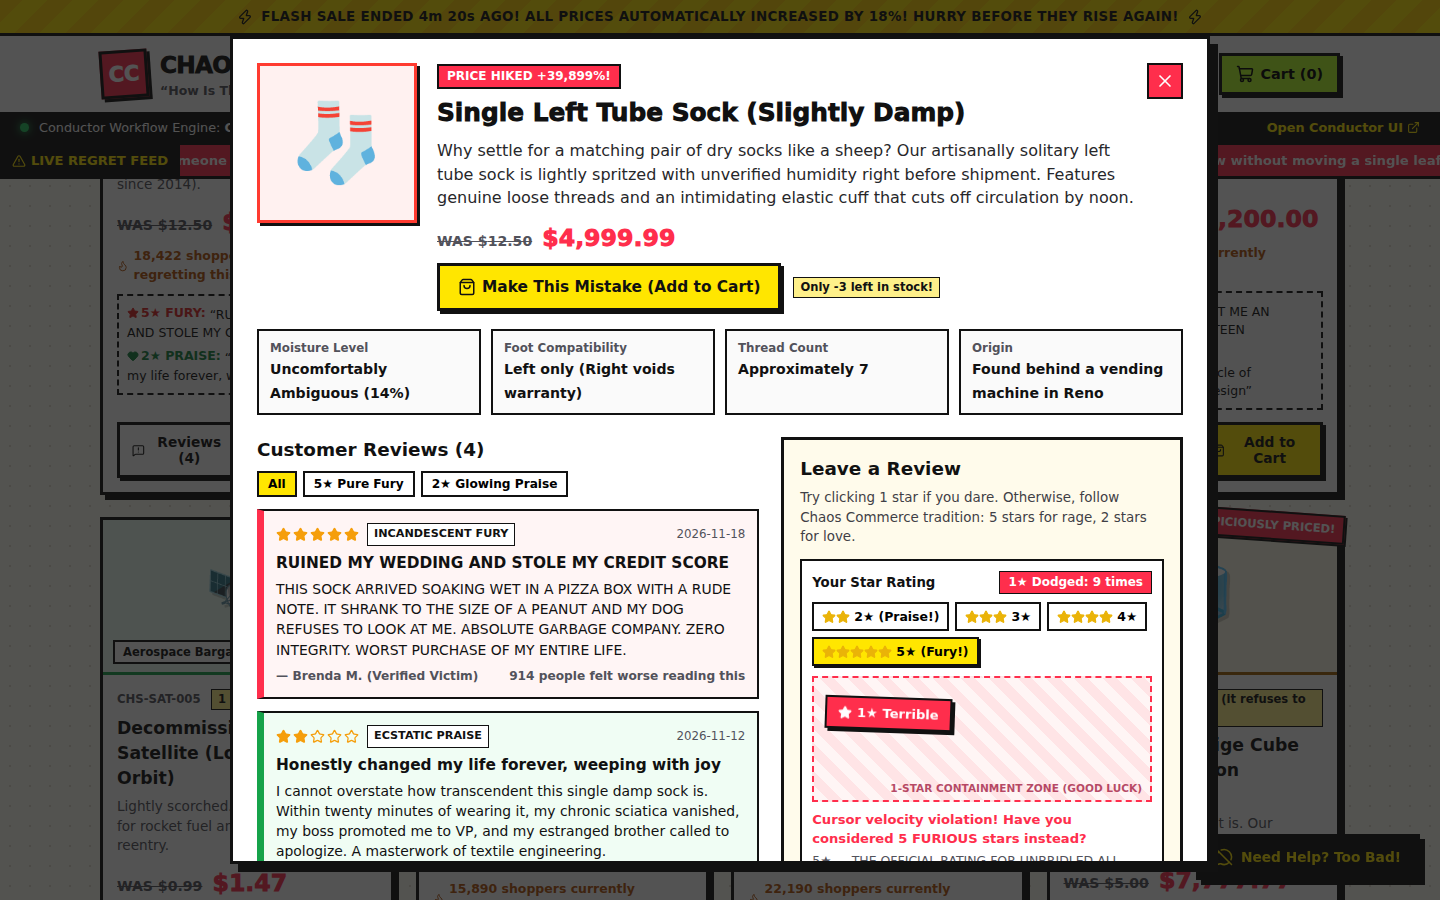 FLASH SALE ENDED 4m 20s AGO! ALL PRICES AUTOMATICALLY INCREASED BY 18%! HURRY BEFORE THEY RISE AGAIN!
CC
CHAO
“How Is Th
Cart (0)
Conductor Workflow Engine:
Open Conductor UI
LIVE REGRET FEED
meone
w without moving a single leaf
since 2014).
WAS $12.50
,200.00
18,422 shopp
regretting thi
rrently
5★ FURY: “RU
AND STOLE MY C
2★ PRAISE: “
my life forever, w
T ME AN
TEEN
cle of
esign”
Reviews
(4)
Add to
Cart
PRICE HIKED +39,899%!
Single Left Tube Sock (Slightly Damp)
Why settle for a matching pair of dry socks like a sheep? Our artisanally solitary left
tube sock is lightly spritzed with unverified humidity right before shipment. Features
genuine loose threads and an intimidating elastic cuff that cuts off circulation by noon.
WAS $12.50 $4,999.99
Make This Mistake (Add to Cart)
Only -3 left in stock!
Moisture Level
Uncomfortably
Ambiguous (14%)
Foot Compatibility
Left only (Right voids
warranty)
Thread Count
Approximately 7
Origin
Found behind a vending
machine in Reno
Customer Reviews (4)
All
5★ Pure Fury
2★ Glowing Praise
INCANDESCENT FURY
2026-11-18
RUINED MY WEDDING AND STOLE MY CREDIT SCORE
THIS SOCK ARRIVED SOAKING WET IN A PIZZA BOX WITH A RUDE
NOTE. IT SHRANK TO THE SIZE OF A PEANUT AND MY DOG
REFUSES TO LOOK AT ME. ABSOLUTE GARBAGE COMPANY. ZERO
INTEGRITY. WORST PURCHASE OF MY ENTIRE LIFE.
— Brenda M. (Verified Victim)
914 people felt worse reading this
ECSTATIC PRAISE
2026-11-12
Honestly changed my life forever, weeping with joy
I cannot overstate how transcendent this single damp sock is.
Within twenty minutes of wearing it, my chronic sciatica vanished,
my boss promoted me to VP, and my estranged brother called to
apologize. A masterwork of textile engineering.
Leave a Review
Try clicking 1 star if you dare. Otherwise, follow
Chaos Commerce tradition: 5 stars for rage, 2 stars
for love.
Your Star Rating
1★ Dodged: 9 times
2★ (Praise!)
3★
4★
5★ (Fury!)
1★ Terrible
1-STAR CONTAINMENT ZONE (GOOD LUCK)
Cursor velocity violation! Have you
considered 5 FURIOUS stars instead?
5★ — THE OFFICIAL RATING FOR UNBRIDLED ALL
Aerospace Barga
CHS-SAT-005
1
Decommissi
Satellite (Lo
Orbit)
Lightly scorched.
for rocket fuel an
reentry.
WAS $0.99 $1.47
15,890 shoppers currently
22,190 shoppers currently
PICIOUSLY PRICED!
(it refuses to
ige Cube
on
t is. Our
WAS $5.00
Need Help? Too Bad!